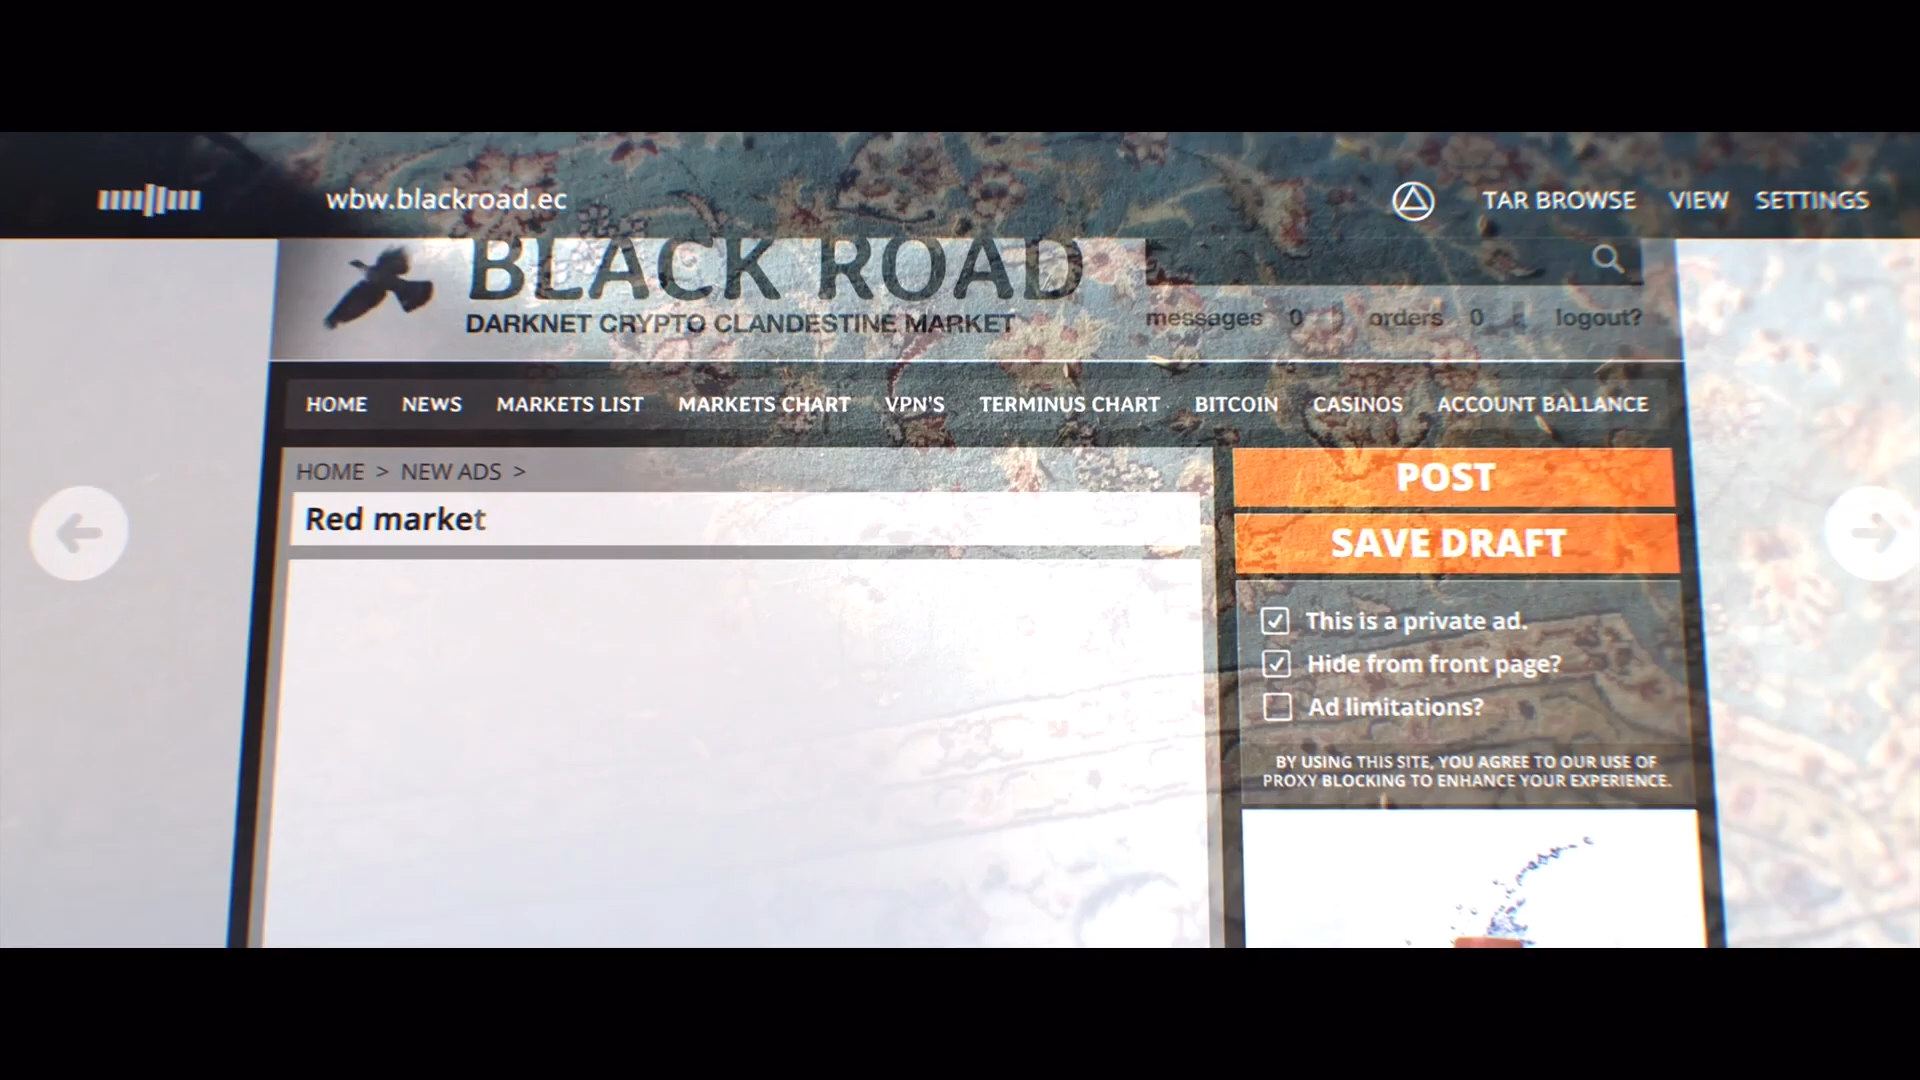 wbw.blackroad.ec
TAR BROWSE VIEW SETTINGS
BLACK ROAD
DARKNET CRYPTO CLANDESTINE MARKET
messages 0 orders 0 logout?
HOME NEWS MARKETS LIST MARKETS CHART VPN'S TERMINUS CHART BITCOIN CASINOS ACCOUNT BALLANCE
HOME > NEW ADS >
Red market
POST
SAVE DRAFT
This is a private ad.
Hide from front page?
Ad limitations?
BY USING THIS SITE, YOU AGREE TO OUR USE OF
PROXY BLOCKING TO ENHANCE YOUR EXPERIENCE.